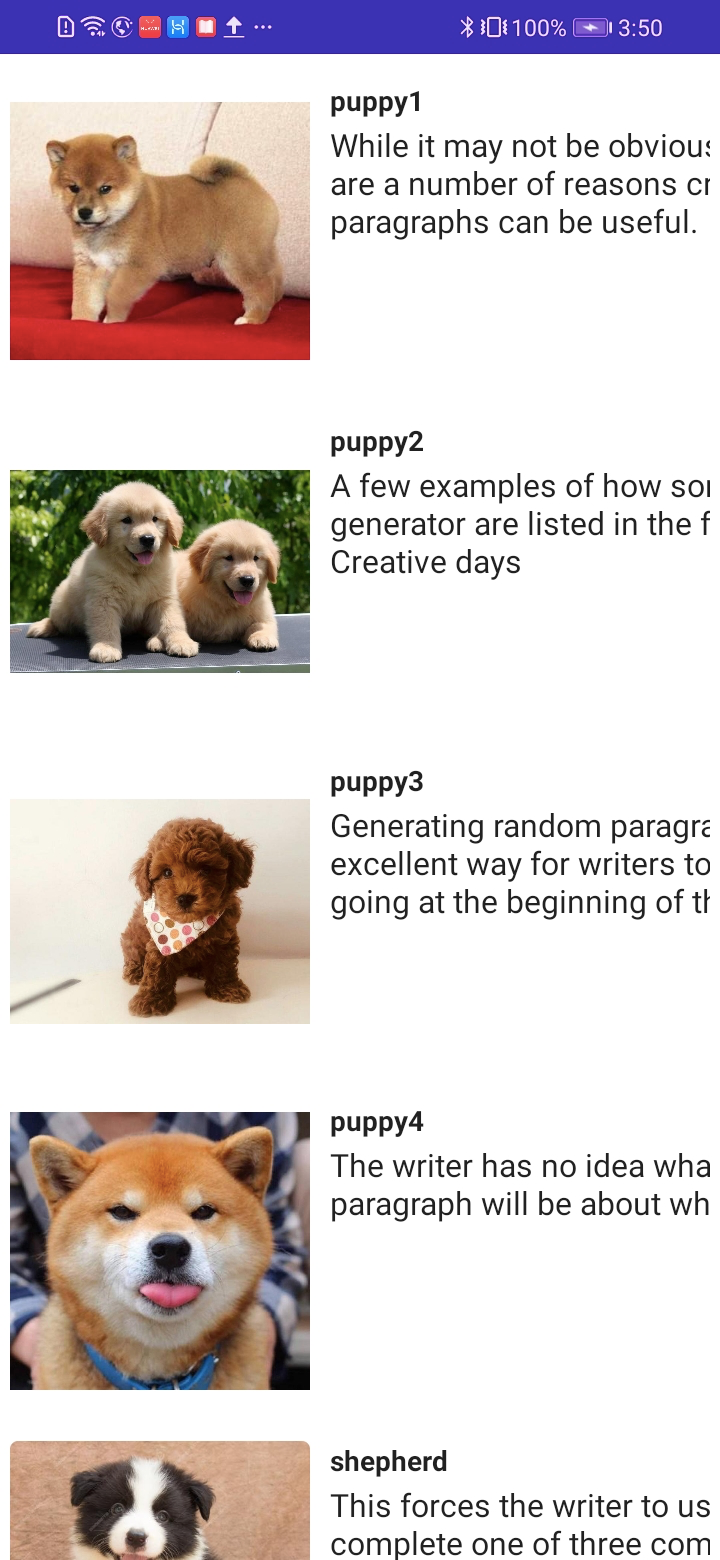 100% 3:50
puppy1
While it may not be obvious
are a number of reasons cr
paragraphs can be useful.
puppy2
A few examples of how sor
generator are listed in the f
Creative days
puppy3
Generating random paragra
excellent way for writers to
going at the beginning of th
puppy4
The writer has no idea wha
paragraph will be about wh
shepherd
This forces the writer to us
complete one of three com